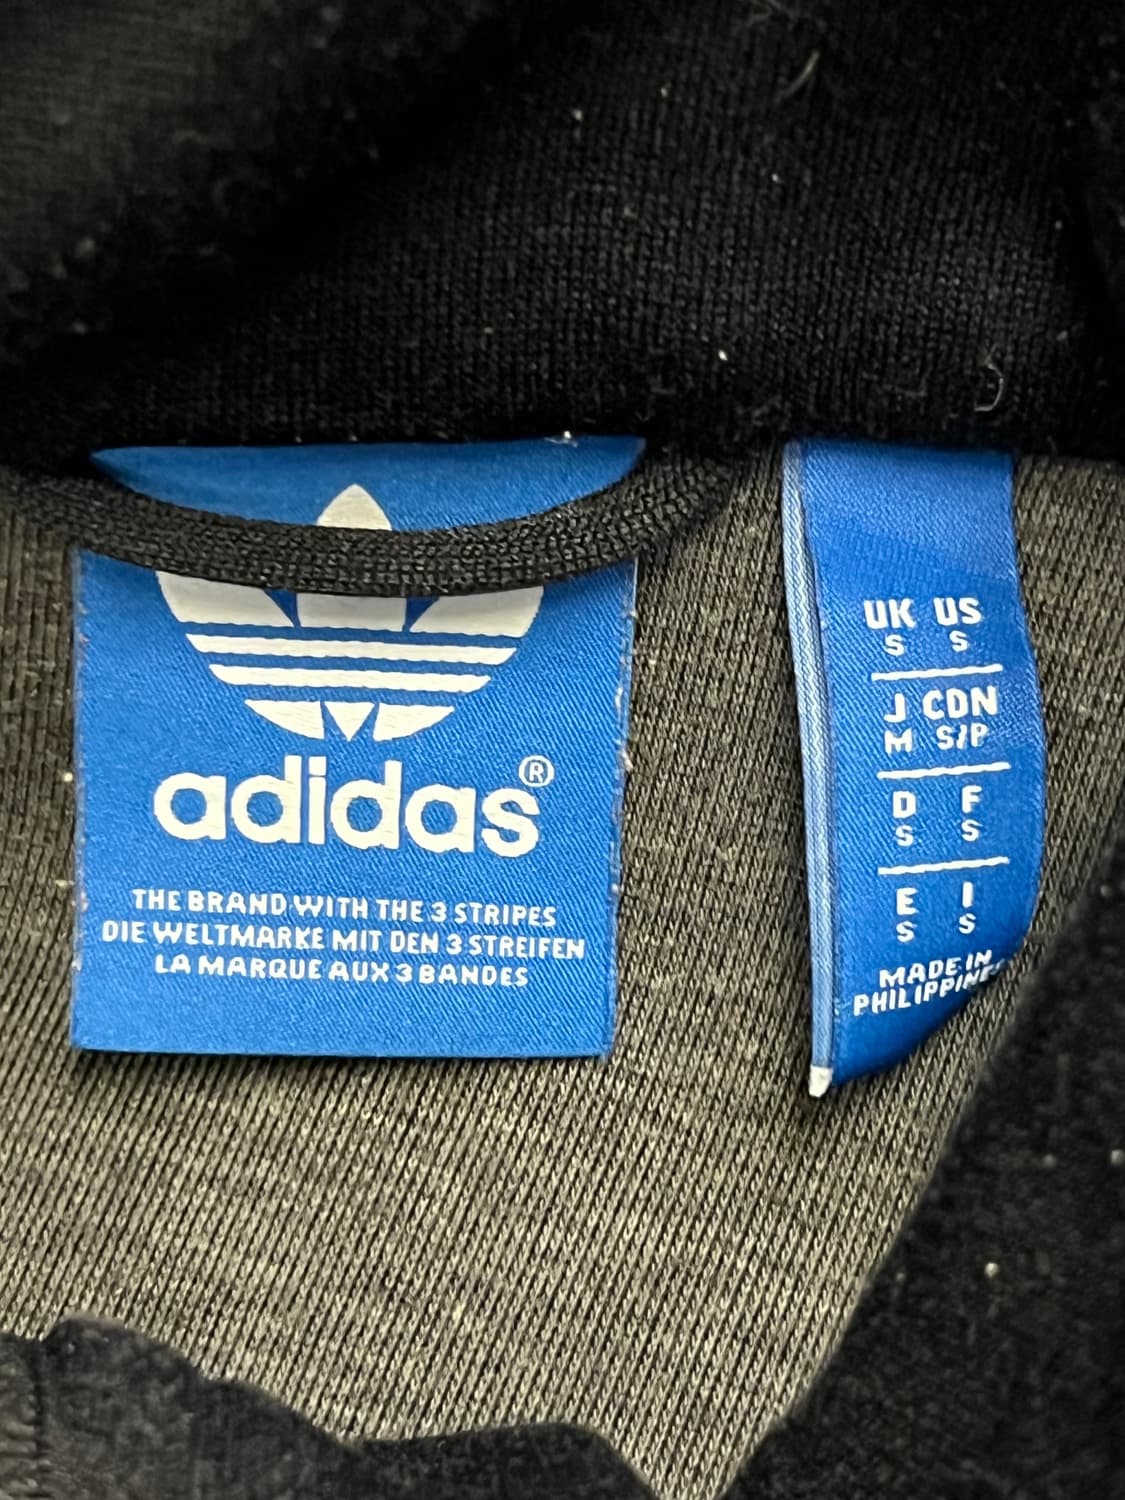 adidas®
THE BRAND WITH THE 3 STRIPES
DIE WELTMARKE MIT DEN 3 STREIFEN
LA MARQUE AUX 3 BANDES
UK US
S S
J CDN
M S/P
D F
S S
E I
S S
MADE IN
PHILIPPINES